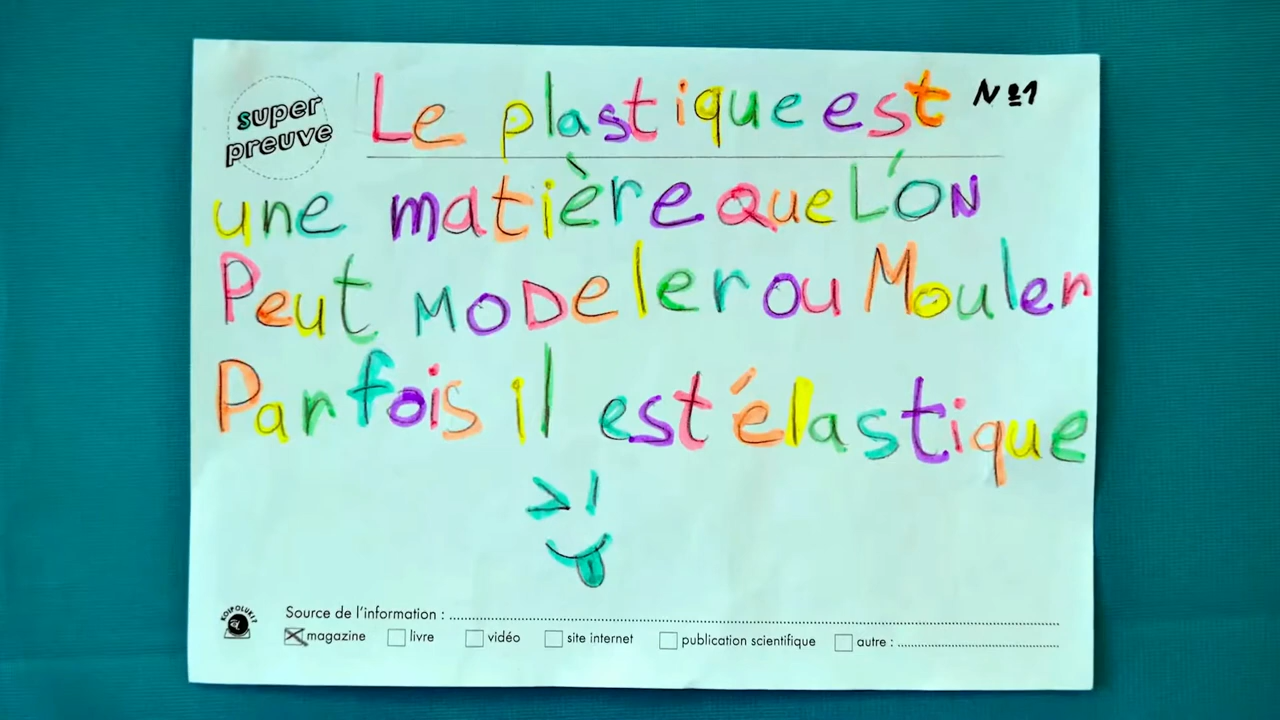 super
preuve
Le plastique est N°1
une matière que L'ON
Peut MODeler ou Mouler
Parfois il est élastique
KOIPOLUKI?
Source de l'information :
magazine livre vidéo site internet publication scientifique autre :